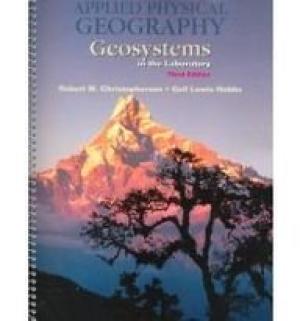 APPLIED PHYSICAL
GEOGRAPHY
Geosystems
in the Laboratory
Third Edition
Robert W. Christopherson • Gail Lewis Hobbs